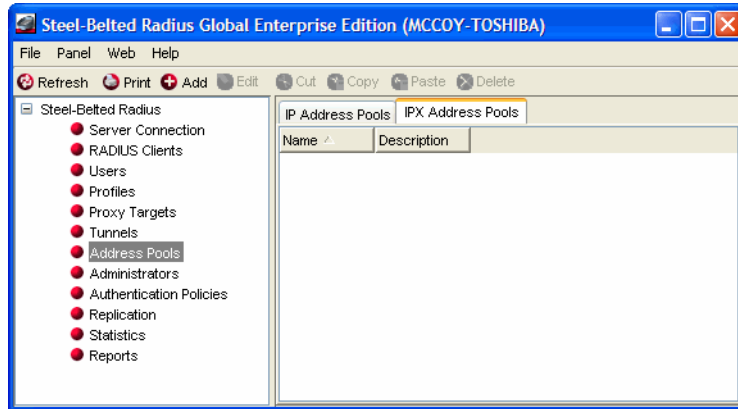 Steel-Belted Radius Global Enterprise Edition (MCCOY-TOSHIBA)
File Panel Web Help
Refresh Print Add Edit Cut Copy Paste Delete
Steel-Belted Radius
Server Connection
RADIUS Clients
Users
Profiles
Proxy Targets
Tunnels
Address Pools
Administrators
Authentication Policies
Replication
Statistics
Reports
IP Address Pools IPX Address Pools
Name Description